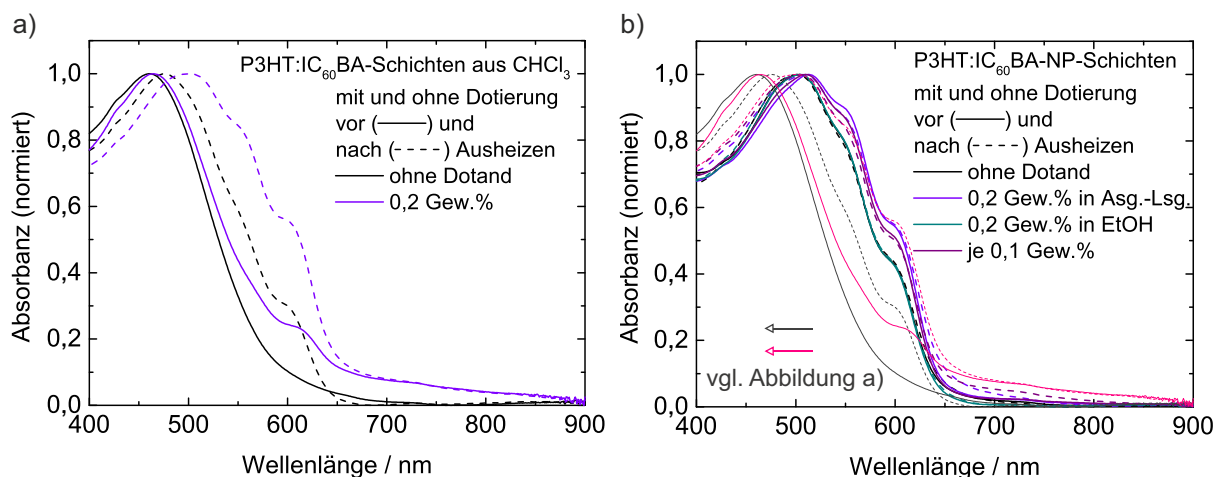 a)
P3HT:IC60BA-Schichten aus CHCl3
mit und ohne Dotierung
vor (——) und
nach (----) Ausheizen
ohne Dotand
0,2 Gew.%
1,0
0,8
0,6
0,4
0,2
0,0
Absorbanz (normiert)
400 500 600 700 800 900
Wellenlänge / nm
b)
P3HT:IC60BA-NP-Schichten
mit und ohne Dotierung
vor (——) und
nach (----) Ausheizen
ohne Dotand
0,2 Gew.% in Asg.-Lsg.
0,2 Gew.% in EtOH
je 0,1 Gew.%
vgl. Abbildung a)
1,0
0,8
0,6
0,4
0,2
0,0
Absorbanz (normiert)
400 500 600 700 800 900
Wellenlänge / nm